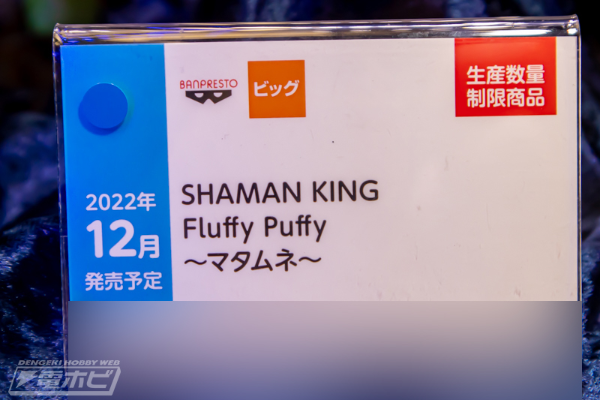 BANPRESTO
ビッグ
生産数量
制限商品
2022年
12月
発売予定
SHAMAN KING
Fluffy Puffy
～マタムネ～
DENGEKI HOBBY WEB
電ホビ